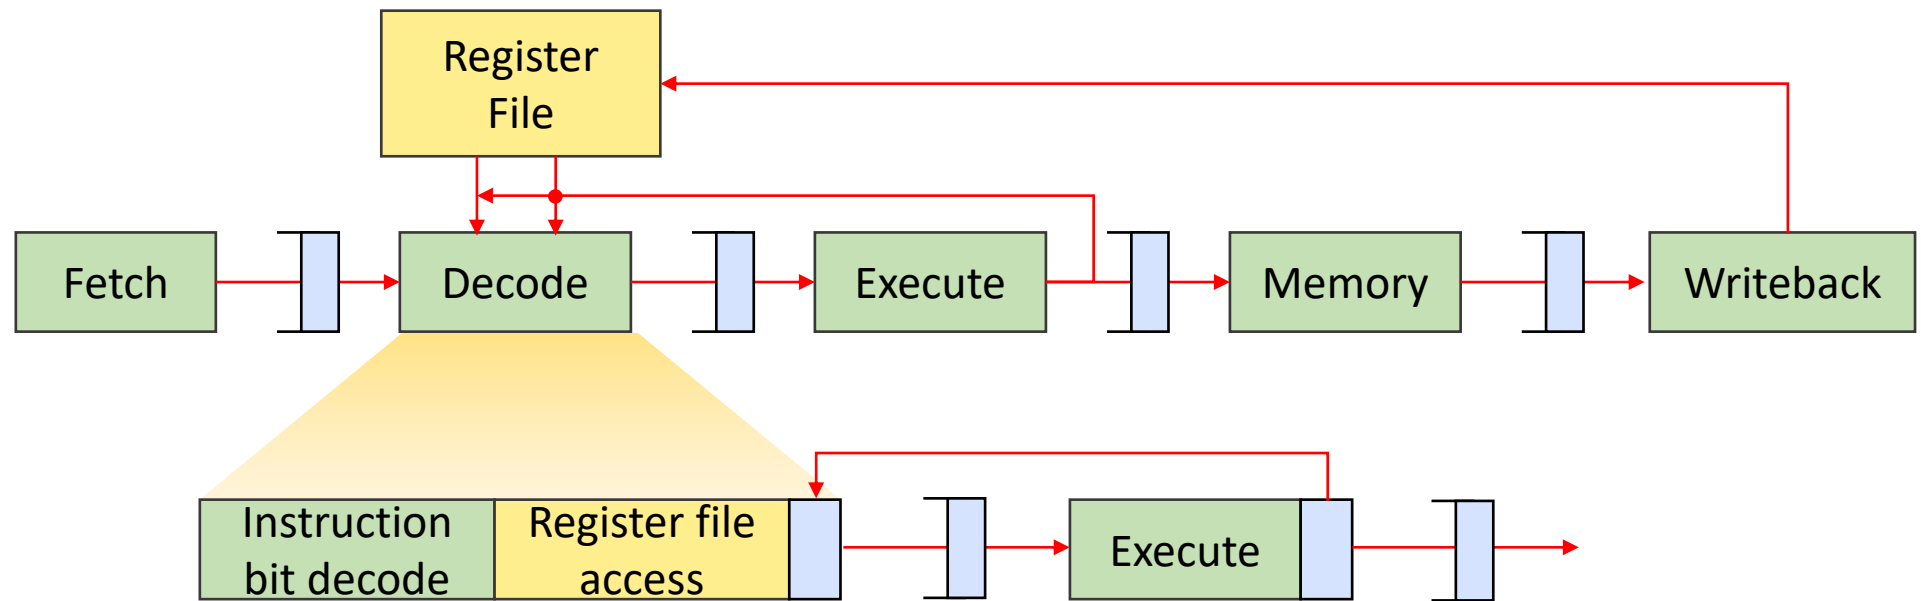 Register
File
Fetch
Decode
Execute
Memory
Writeback
Instruction
bit decode
Register file
access
Execute